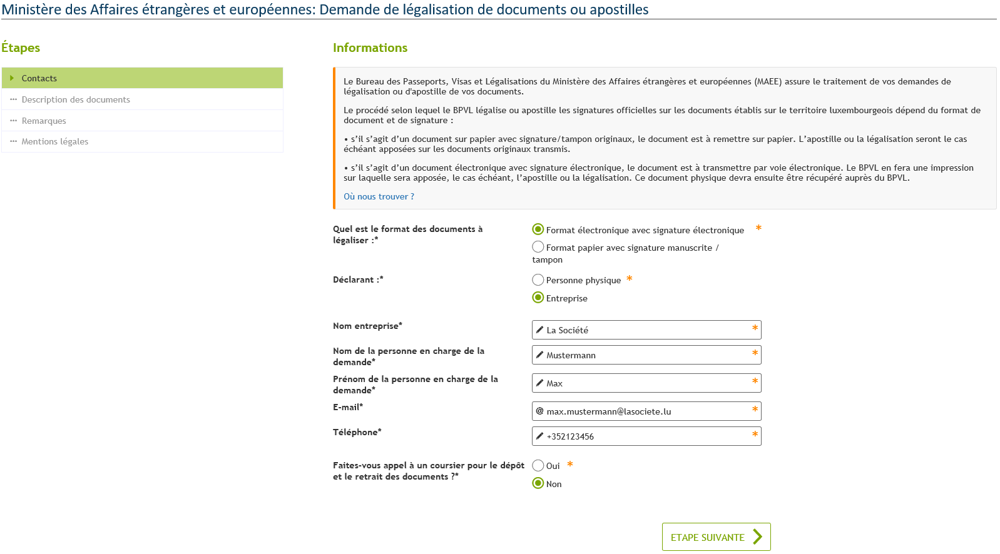 Ministère des Affaires étrangères et européennes: Demande de légalisation de documents ou apostilles
Étapes
Contacts
Description des documents
Remarques
Mentions légales
Informations
Le Bureau des Passeports, Visas et Légalisations du Ministère des Affaires étrangères et européennes (MAEE) assure le traitement de vos demandes de
légalisation ou d'apostille de vos documents.
Le procédé selon lequel le BPVL légalise ou apostille les signatures officielles sur les documents établis sur le territoire luxembourgeois dépend du format de
document et de signature :
• s’il s’agit d’un document sur papier avec signature/tampon originaux, le document est à remettre sur papier. L’apostille ou la légalisation seront le cas
échéant apposées sur les documents originaux transmis.
• s’il s’agit d’un document électronique avec signature électronique, le document est à transmettre par voie électronique. Le BPVL en fera une impression
sur laquelle sera apposée, le cas échéant, l’apostille ou la légalisation. Ce document physique devra ensuite être récupéré auprès du BPVL.
Où nous trouver ?
Quel est le format des documents à
légaliser :*
Format électronique avec signature électronique *
Format papier avec signature manuscrite /
tampon
Déclarant :*
Personne physique *
Entreprise
Nom entreprise*
La Société *
Nom de la personne en charge de la
demande*
Mustermann *
Prénom de la personne en charge de la
demande*
Max *
E-mail*
@ max.mustermann@lasociete.lu *
Téléphone*
+352123456 *
Faites-vous appel à un coursier pour le dépôt
et le retrait des documents ?*
Oui *
Non
ETAPE SUIVANTE